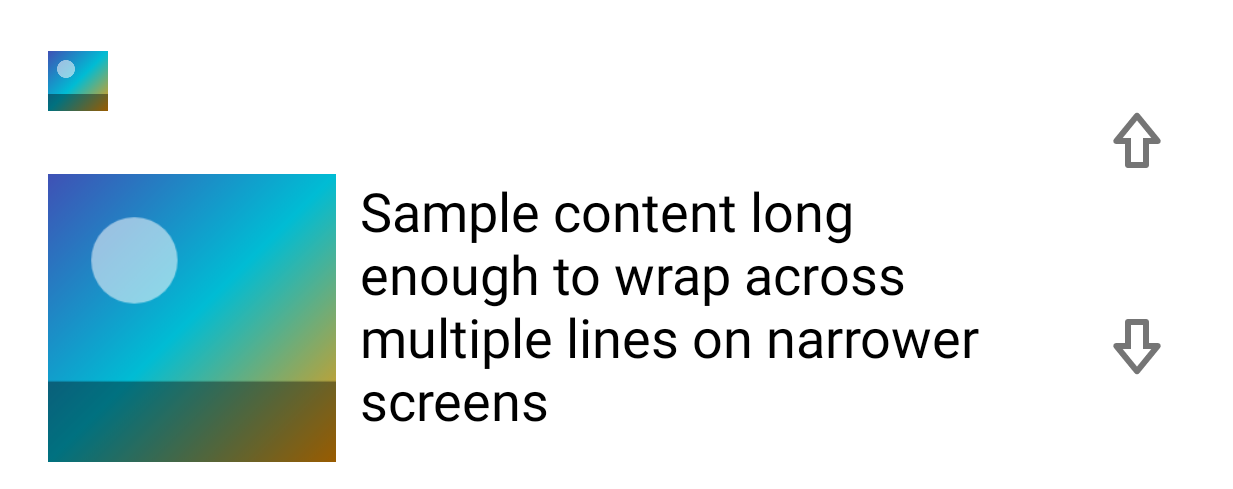 Sample content long
enough to wrap across
multiple lines on narrower
screens